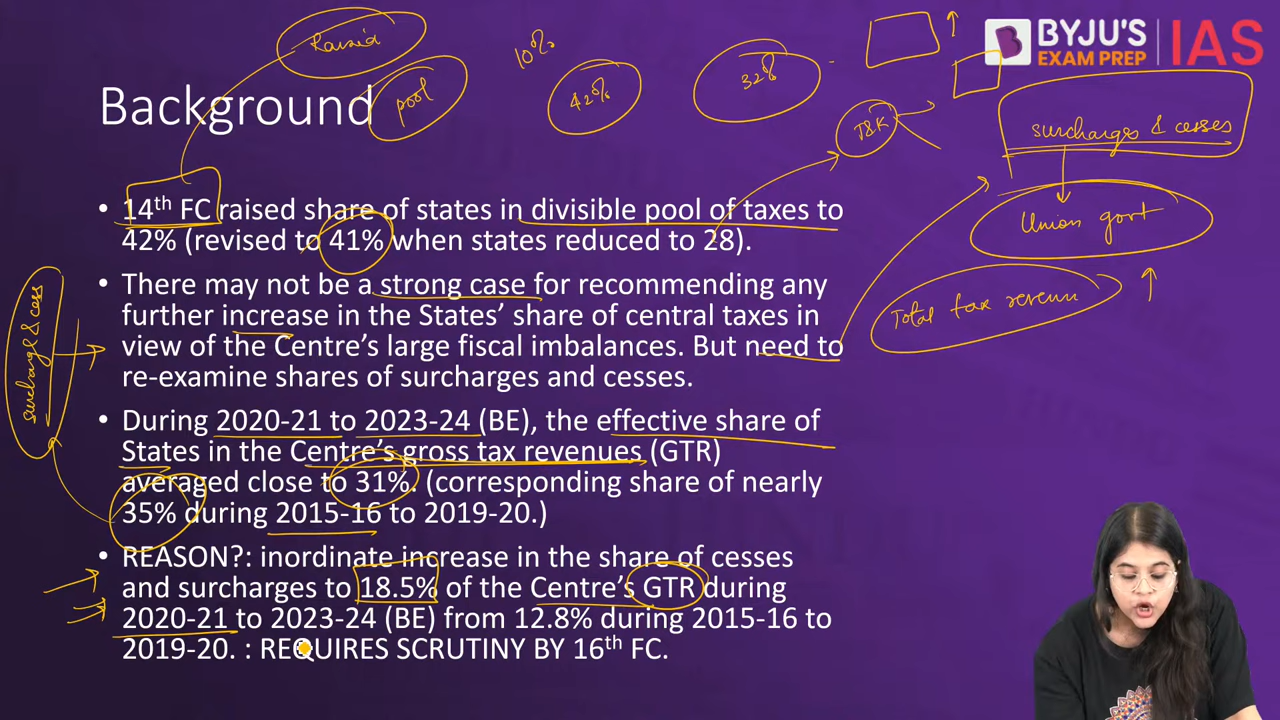 Raised
10%
42%
32%
BYJU'S
EXAM PREP
IAS
Background
pool
J&K
surcharges & cesses
Union govt
Total tax revenue
surcharge & cess
• 14th FC raised share of states in divisible pool of taxes to
42% (revised to 41% when states reduced to 28).
• There may not be a strong case for recommending any
further increase in the States’ share of central taxes in
view of the Centre’s large fiscal imbalances. But need to
re-examine shares of surcharges and cesses.
• During 2020-21 to 2023-24 (BE), the effective share of
States in the Centre’s gross tax revenues (GTR)
averaged close to 31%. (corresponding share of nearly
35% during 2015-16 to 2019-20.)
• REASON?: inordinate increase in the share of cesses
and surcharges to 18.5% of the Centre’s GTR during
2020-21 to 2023-24 (BE) from 12.8% during 2015-16 to
2019-20. : REQUIRES SCRUTINY BY 16th FC.